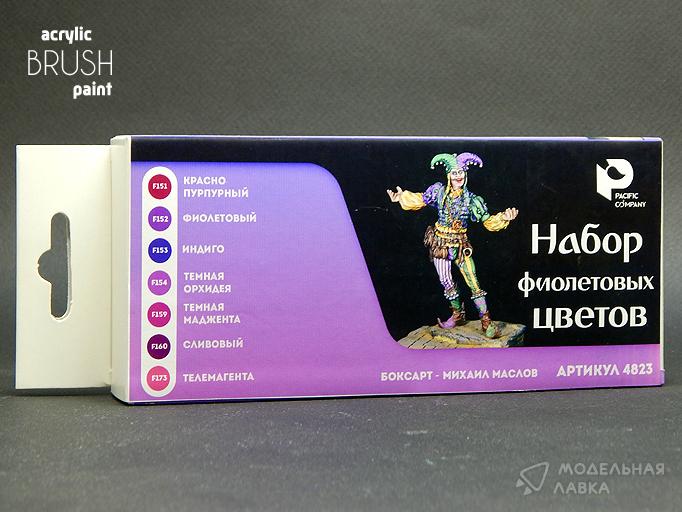 acrylic
BRUSH
paint
F151 КРАСНО
ПУРПУРНЫЙ
F152 ФИОЛЕТОВЫЙ
F153 ИНДИГО
F154 ТЕМНАЯ
ОРХИДЕЯ
F159 ТЕМНАЯ
МАДЖЕНТА
F160 СЛИВОВЫЙ
F173 ТЕЛЕМАГЕНТА
PACIFIC
COMPANY
Набор
фиолетовых
цветов
БОКСАРТ - МИХАИЛ МАСЛОВ
АРТИКУЛ 4823
МОДЕЛЬНАЯ
ЛАВКА